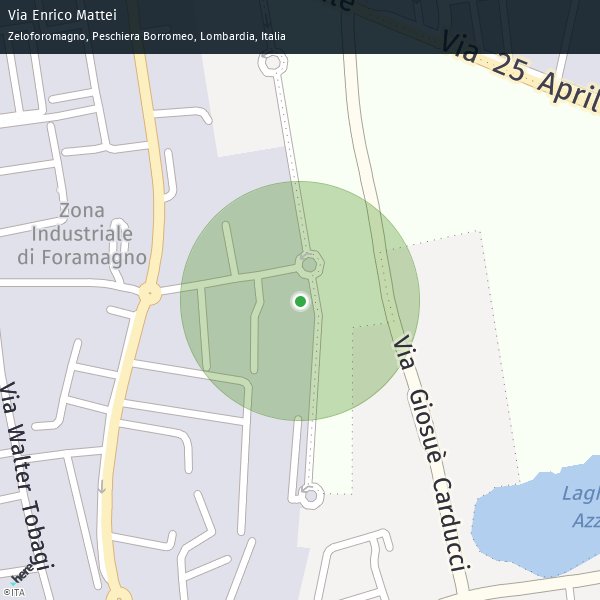 Via Enrico Mattei
Zeloforomagno, Peschiera Borromeo, Lombardia, Italia
Via 25 April
Zona
Industriale
di Foramagno
Via Giosuè Carducci
Via Walter Tobagi
Lagh
Azz
here
©ITA